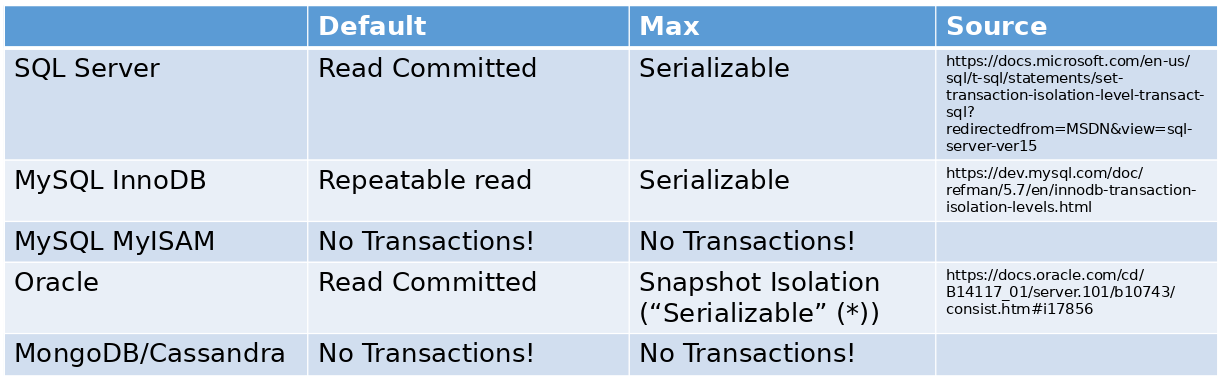 Default Max Source
SQL Server Read Committed Serializable https://docs.microsoft.com/en-us/
sql/t-sql/statements/set-
transaction-isolation-level-transact-
sql?
redirectedfrom=MSDN&view=sql-
server-ver15
MySQL InnoDB Repeatable read Serializable https://dev.mysql.com/doc/
refman/5.7/en/innodb-transaction-
isolation-levels.html
MySQL MyISAM No Transactions! No Transactions!
Oracle Read Committed Snapshot Isolation https://docs.oracle.com/cd/
(“Serializable” (*)) B14117_01/server.101/b10743/
consist.htm#i17856
MongoDB/Cassandra No Transactions! No Transactions!